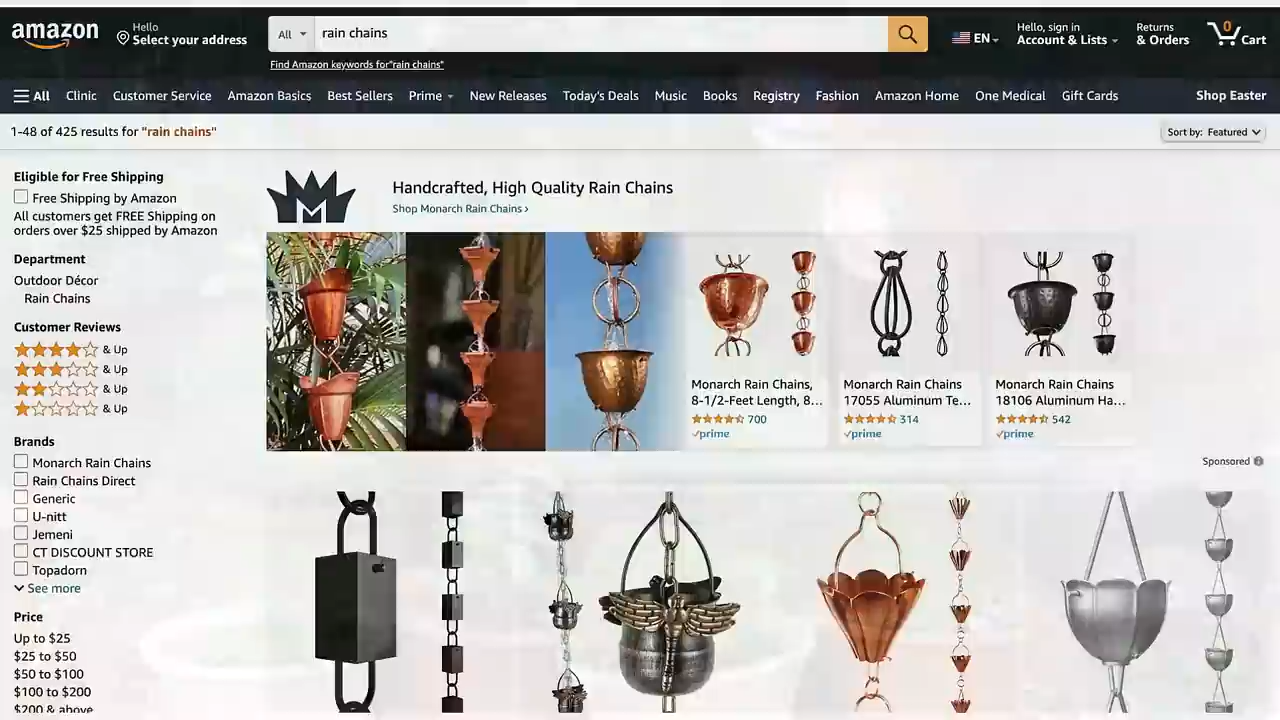 amazon
Hello
Select your address
All
rain chains
EN
Hello, sign in
Account & Lists
Returns
& Orders
0
Cart
Find Amazon keywords for"rain chains"
All Clinic Customer Service Amazon Basics Best Sellers Prime New Releases Today's Deals Music Books Registry Fashion Amazon Home One Medical Gift Cards Shop Easter
1-48 of 425 results for "rain chains"
Sort by: Featured
Eligible for Free Shipping
Free Shipping by Amazon
All customers get FREE Shipping on
orders over $25 shipped by Amazon
Department
Outdoor Décor
Rain Chains
Customer Reviews
& Up
& Up
& Up
& Up
Brands
Monarch Rain Chains
Rain Chains Direct
Generic
U-nitt
Jemeni
CT DISCOUNT STORE
Topadorn
See more
Price
Up to $25
$25 to $50
$50 to $100
$100 to $200
$200 & above
M
Handcrafted, High Quality Rain Chains
Shop Monarch Rain Chains ›
Monarch Rain Chains,
8-1/2-Feet Length, 8...
700
prime
Monarch Rain Chains
17055 Aluminum Te...
314
prime
Monarch Rain Chains
18106 Aluminum Ha...
542
prime
Sponsored